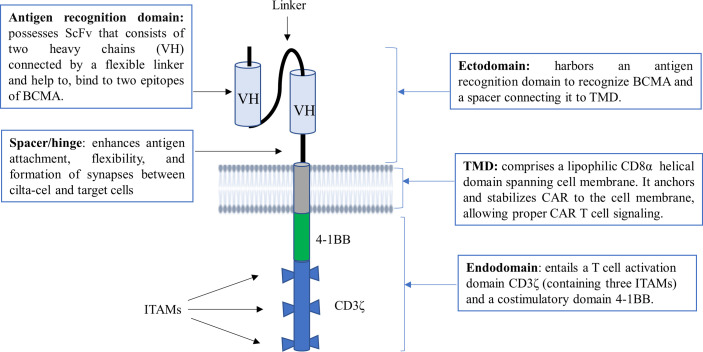 Linker
Antigen recognition domain:
possesses ScFv that consists of
two heavy chains (VH)
connected by a flexible linker
and help to, bind to two epitopes
of BCMA.
VH
VH
Ectodomain: harbors an antigen
recognition domain to recognize BCMA and
a spacer connecting it to TMD.
Spacer/hinge: enhances antigen
attachment, flexibility, and
formation of synapses between
cilta-cel and target cells
TMD: comprises a lipophilic CD8α helical
domain spanning cell membrane. It anchors
and stabilizes CAR to the cell membrane,
allowing proper CAR T cell signaling.
4-1BB
Endodomain: entails a T cell activation
domain CD3ζ (containing three ITAMs)
and a costimulatory domain 4-1BB.
ITAMs
CD3ζ